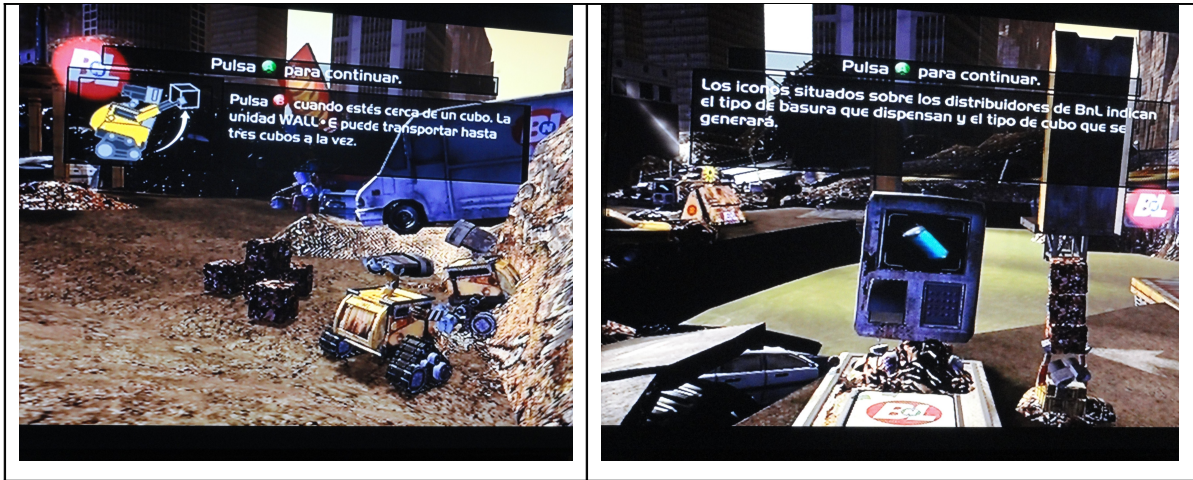 BnL
Pulsa A para continuar.
Pulsa B cuando estés cerca de un cubo. La
unidad WALL•E puede transportar hasta
tres cubos a la vez.
BnL
Pulsa A para continuar.
Los iconos situados sobre los distribuidores de BnL indican
el tipo de basura que dispensan y el tipo de cubo que se
generará.
BnL
BnL